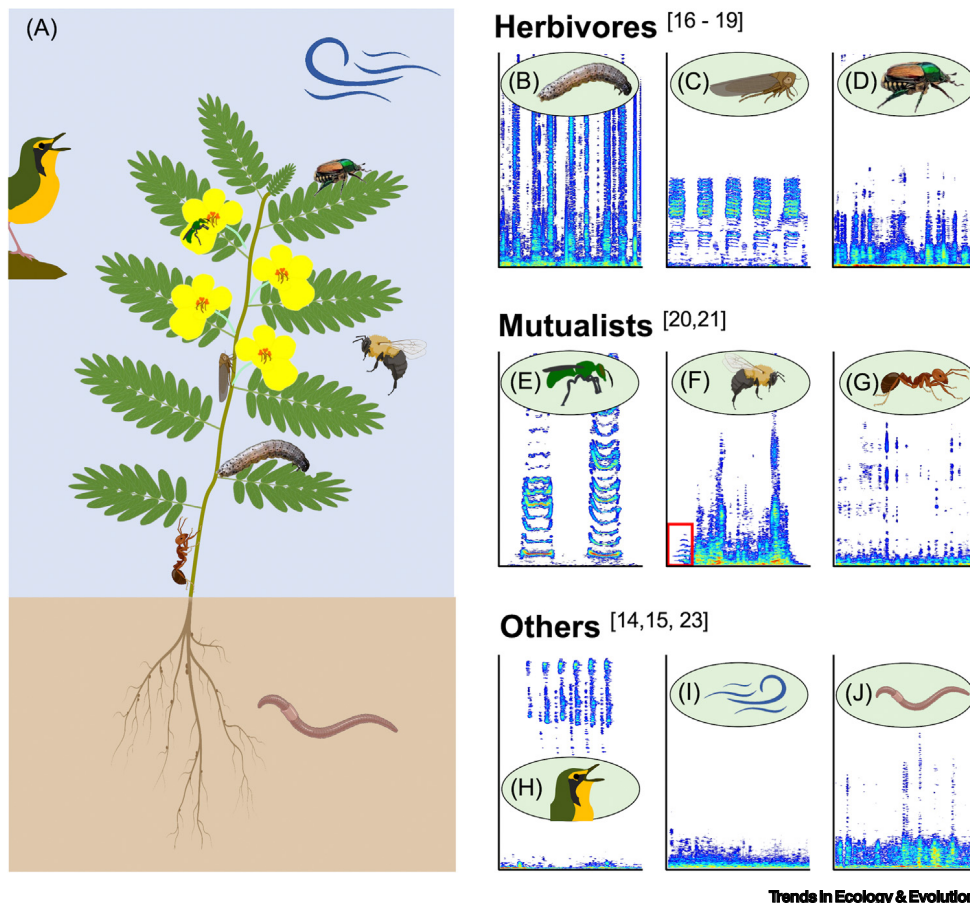 (A)
Herbivores [16 - 19]
(B) (C) (D)
Mutualists [20,21]
(E) (F) (G)
Others [14,15, 23]
(H) (I) (J)
Trends in Ecology & Evolution